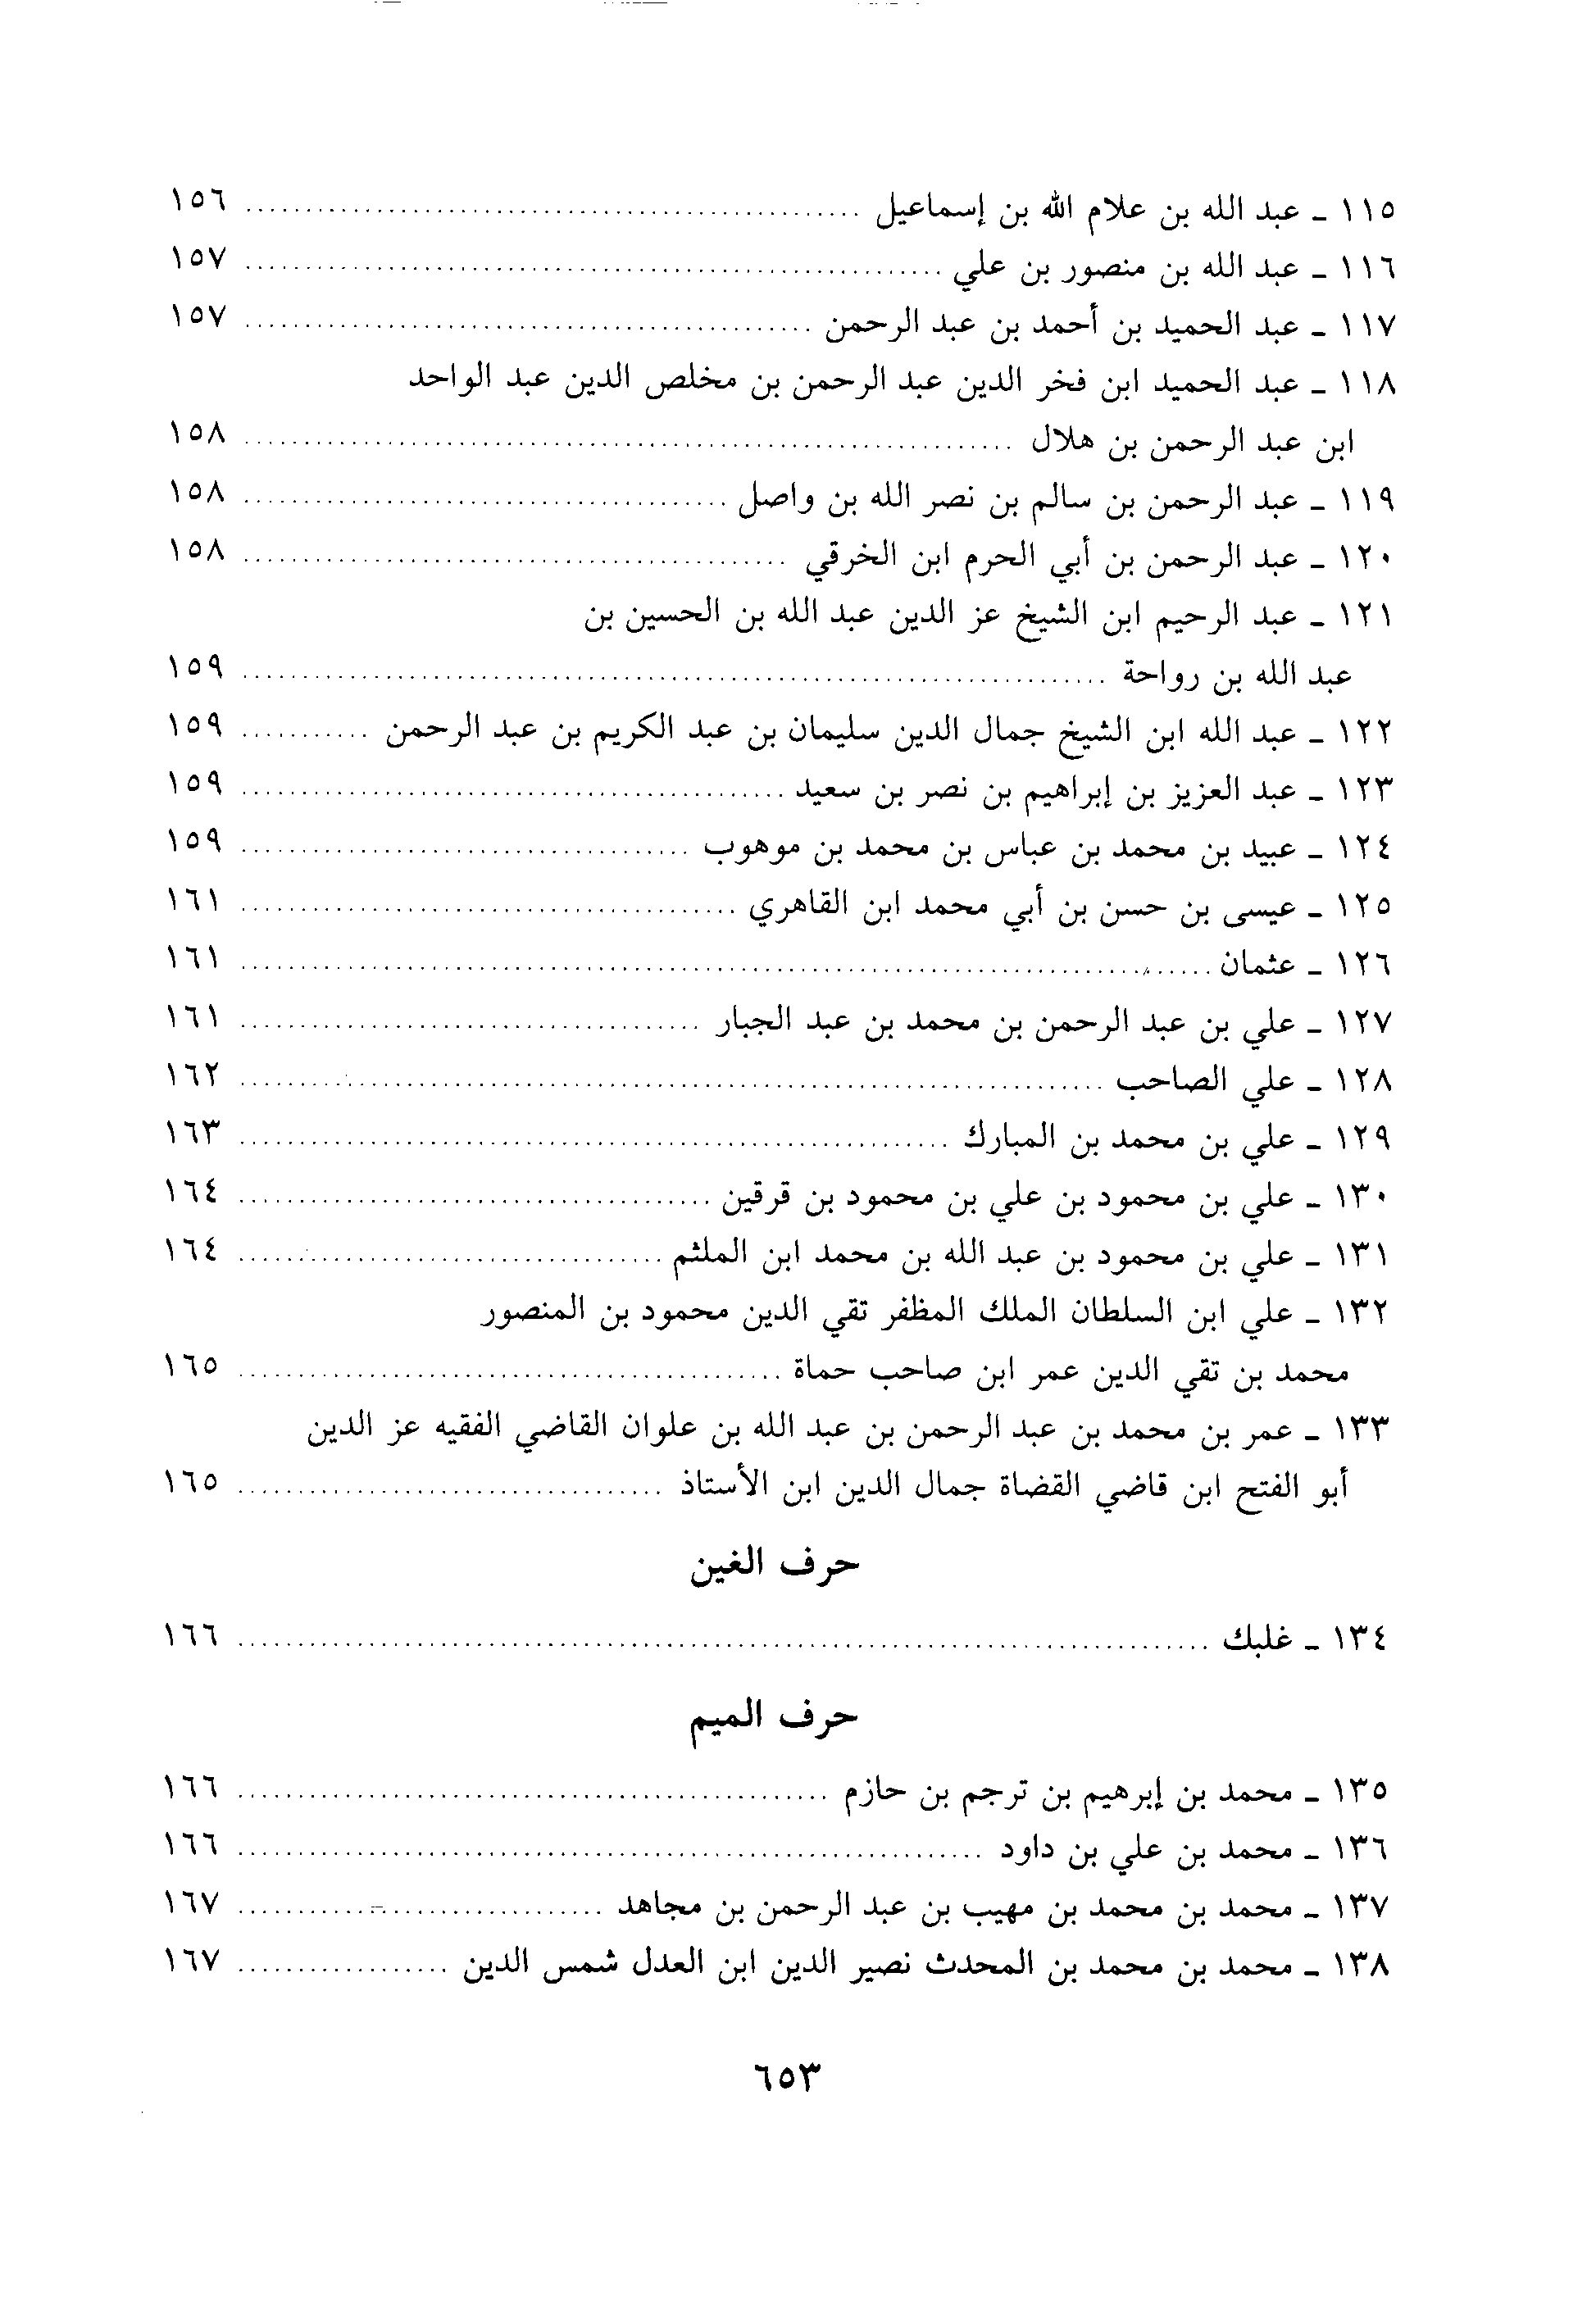 ١١٥ ـ عبد الله بن علام الله بن إسماعيل ........ ١٥٦
١١٦ ـ عبد الله بن منصور بن علي ........ ١٥٧
١١٧ ـ عبد الحميد بن أحمد بن عبد الرحمن ........ ١٥٧
١١٨ ـ عبد الحميد ابن فخر الدين عبد الرحمن بن مخلص الدين عبد الواحد
ابن عبد الرحمن بن هلال ........ ١٥٨
١١٩ ـ عبد الرحمن بن سالم بن نصر الله بن واصل ........ ١٥٨
١٢٠ ـ عبد الرحمن بن أبي الحرم ابن الخرقي ........ ١٥٨
١٢١ ـ عبد الرحيم ابن الشيخ عز الدين عبد الله بن الحسين بن
عبد الله بن رواحة ........ ١٥٩
١٢٢ ـ عبد الله ابن الشيخ جمال الدين سليمان بن عبد الكريم بن عبد الرحمن ........ ١٥٩
١٢٣ ـ عبد العزيز بن إبراهيم بن نصر بن سعيد ........ ١٥٩
١٢٤ ـ عبيد بن محمد بن عباس بن محمد بن موهوب ........ ١٥٩
١٢٥ ـ عيسى بن حسن بن أبي محمد ابن القاهري ........ ١٦١
١٢٦ ـ عثمان ........ ١٦١
١٢٧ ـ علي بن عبد الرحمن بن محمد بن عبد الجبار ........ ١٦١
١٢٨ ـ علي الصاحب ........ ١٦٢
١٢٩ ـ علي بن محمد بن المبارك ........ ١٦٣
١٣٠ ـ علي بن محمود بن علي بن محمود بن قرقين ........ ١٦٤
١٣١ ـ علي بن محمود بن عبد الله بن محمد ابن الملثم ........ ١٦٤
١٣٢ ـ علي ابن السلطان الملك المظفر تقي الدين محمود بن المنصور
محمد بن تقي الدين عمر ابن صاحب حماة ........ ١٦٥
١٣٣ ـ عمر بن محمد بن عبد الرحمن بن عبد الله بن علوان القاضي الفقيه عز الدين
أبو الفتح ابن قاضي القضاة جمال الدين ابن الأستاذ ........ ١٦٥
حرف الغين
١٣٤ ـ غلبك ........ ١٦٦
حرف الميم
١٣٥ ـ محمد بن إبرهيم بن ترجم بن حازم ........ ١٦٦
١٣٦ ـ محمد بن علي بن داود ........ ١٦٦
١٣٧ ـ محمد بن محمد بن مهيب بن عبد الرحمن بن مجاهد ........ ١٦٧
١٣٨ ـ محمد بن محمد بن المحدث نصير الدين ابن العدل شمس الدين ........ ١٦٧
٦٥٣